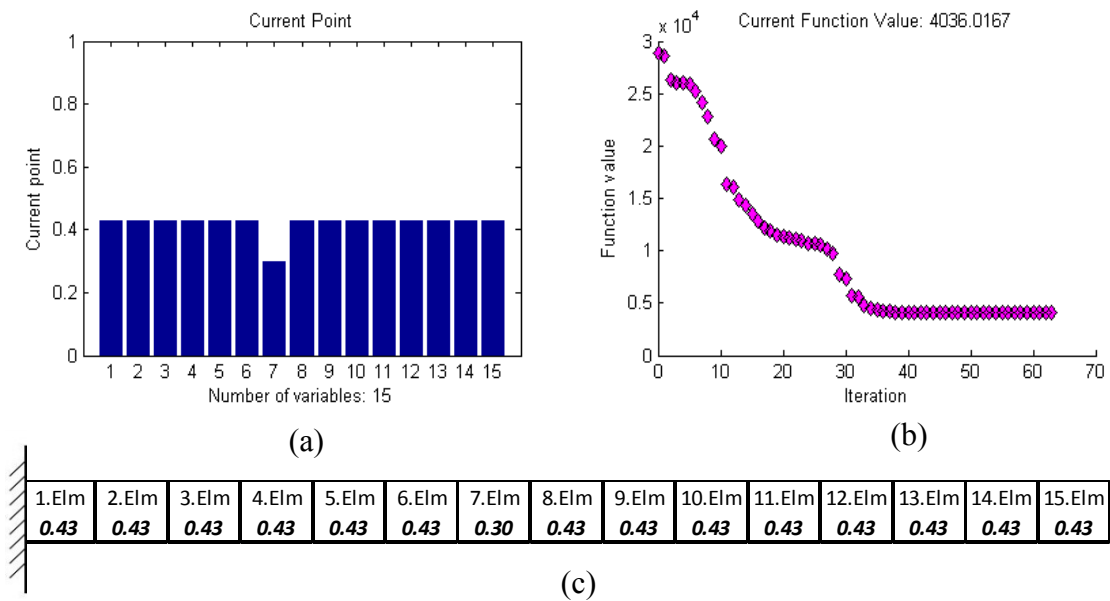 Current Point
1
0.8
0.6
0.4
0.2
0
Current point
1 2 3 4 5 6 7 8 9 10 11 12 13 14 15
Number of variables: 15
(a)
x 10^4
Current Function Value: 4036.0167
3
2.5
2
1.5
1
0.5
0
Function value
0 10 20 30 40 50 60 70
Iteration
(b)
1.Elm 2.Elm 3.Elm 4.Elm 5.Elm 6.Elm 7.Elm 8.Elm 9.Elm 10.Elm 11.Elm 12.Elm 13.Elm 14.Elm 15.Elm
0.43 0.43 0.43 0.43 0.43 0.43 0.30 0.43 0.43 0.43 0.43 0.43 0.43 0.43 0.43
(c)